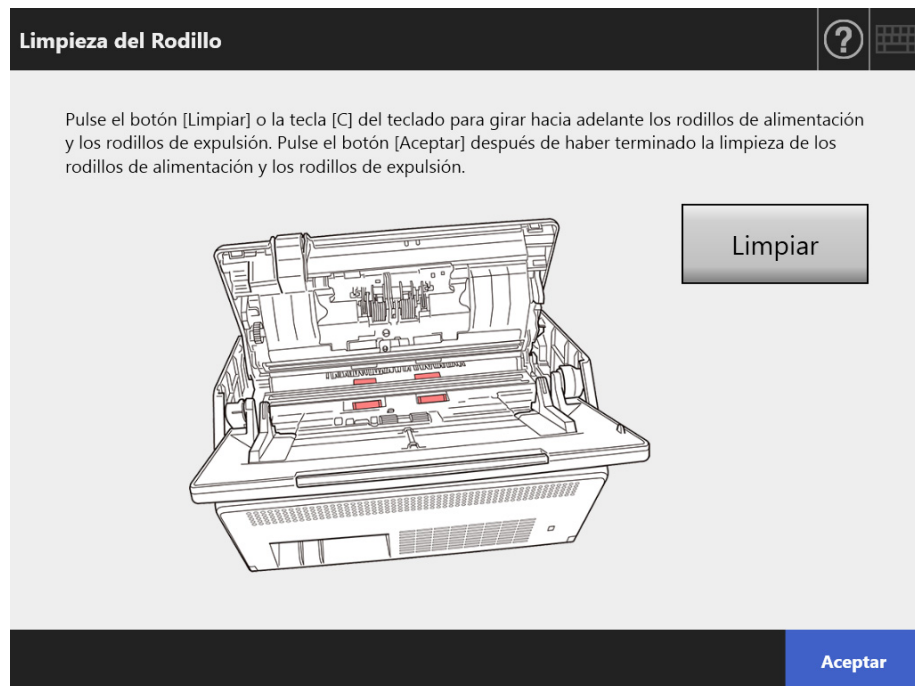 Limpieza del Rodillo
?
Pulse el botón [Limpiar] o la tecla [C] del teclado para girar hacia adelante los rodillos de alimentación
y los rodillos de expulsión. Pulse el botón [Aceptar] después de haber terminado la limpieza de los
rodillos de alimentación y los rodillos de expulsión.
Limpiar
Aceptar